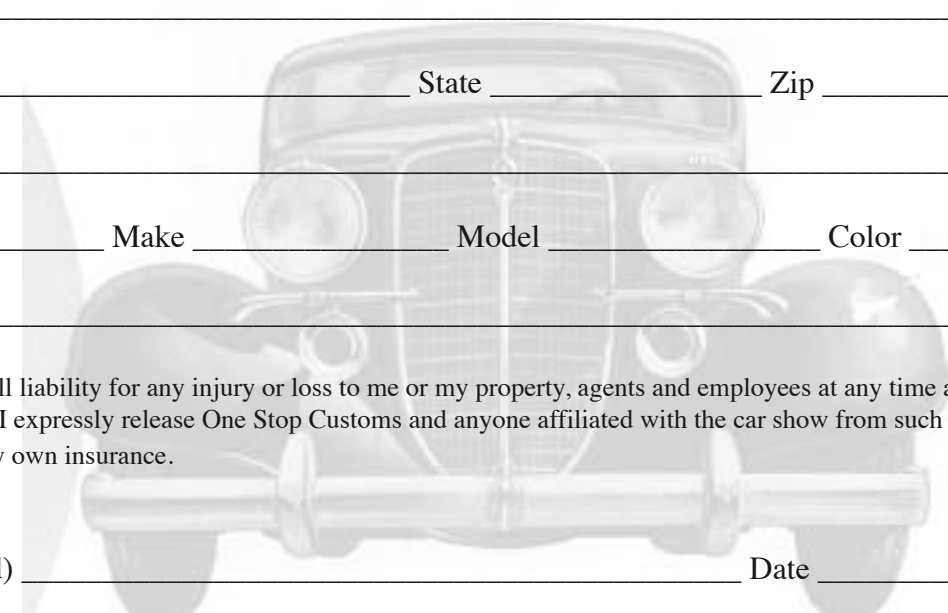 State Zip
Make Model Color
ll liability for any injury or loss to me or my property, agents and employees at any time a
I expressly release One Stop Customs and anyone affiliated with the car show from such
y own insurance.
l) Date